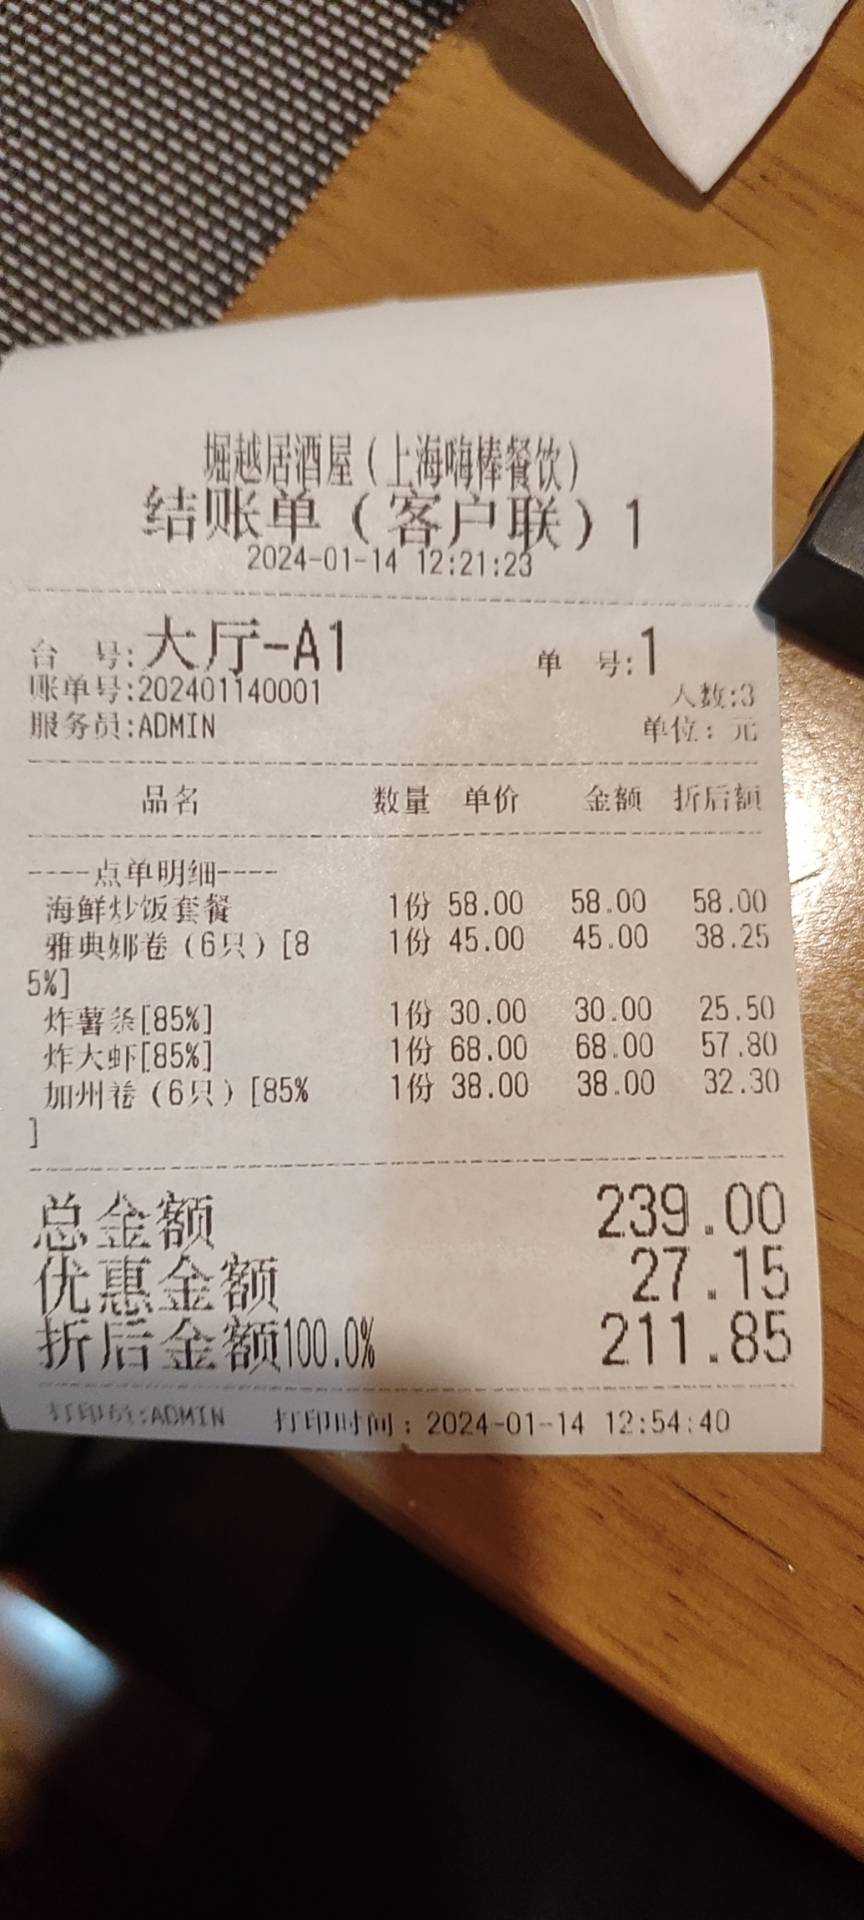 堀越居酒屋（上海嗨棒餐饮）
结账单（客户联）1
2024-01-14 12:21:23
台 号:大厅-A1 单 号:1
账单号:202401140001 人数:3
服务员:ADMIN 单位：元
品名 数量 单价 金额 折后额
----点单明细----
海鲜炒饭套餐 1份 58.00 58.00 58.00
雅典娜卷（6只）[8 1份 45.00 45.00 38.25
5%]
炸薯条[85%] 1份 30.00 30.00 25.50
炸大虾[85%] 1份 68.00 68.00 57.80
加州卷（6只）[85% 1份 38.00 38.00 32.30
]
总金额 239.00
优惠金额 27.15
折后金额100.0% 211.85
打印员:ADMIN 打印时间：2024-01-14 12:54:40